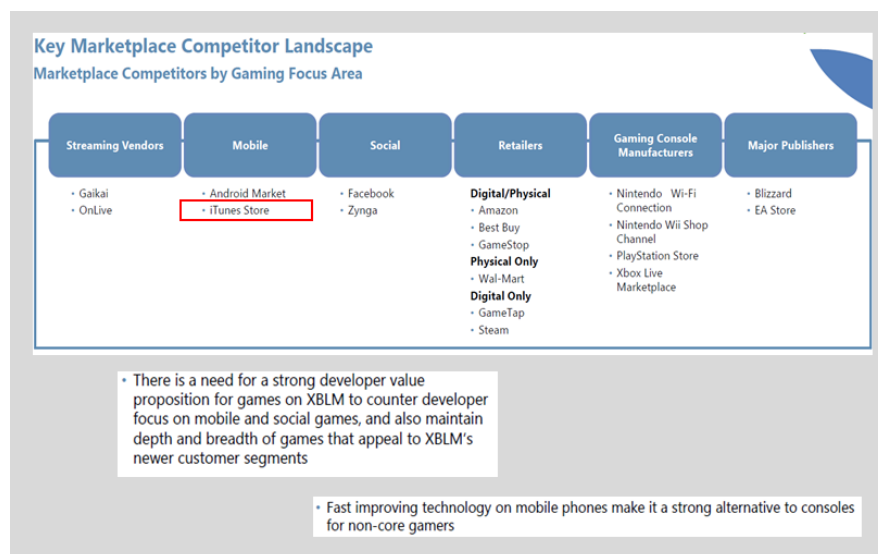 Key Marketplace Competitor Landscape
Marketplace Competitors by Gaming Focus Area
Streaming Vendors
• Gaikai
• OnLive
Mobile
• Android Market
• iTunes Store
Social
• Facebook
• Zynga
Retailers
Digital/Physical
• Amazon
• Best Buy
• GameStop
Physical Only
• Wal-Mart
Digital Only
• GameTap
• Steam
Gaming Console
Manufacturers
• Nintendo Wi-Fi
Connection
• Nintendo Wii Shop
Channel
• PlayStation Store
• Xbox Live
Marketplace
Major Publishers
• Blizzard
• EA Store
• There is a need for a strong developer value
proposition for games on XBLM to counter developer
focus on mobile and social games, and also maintain
depth and breadth of games that appeal to XBLM's
newer customer segments
• Fast improving technology on mobile phones make it a strong alternative to consoles
for non-core gamers